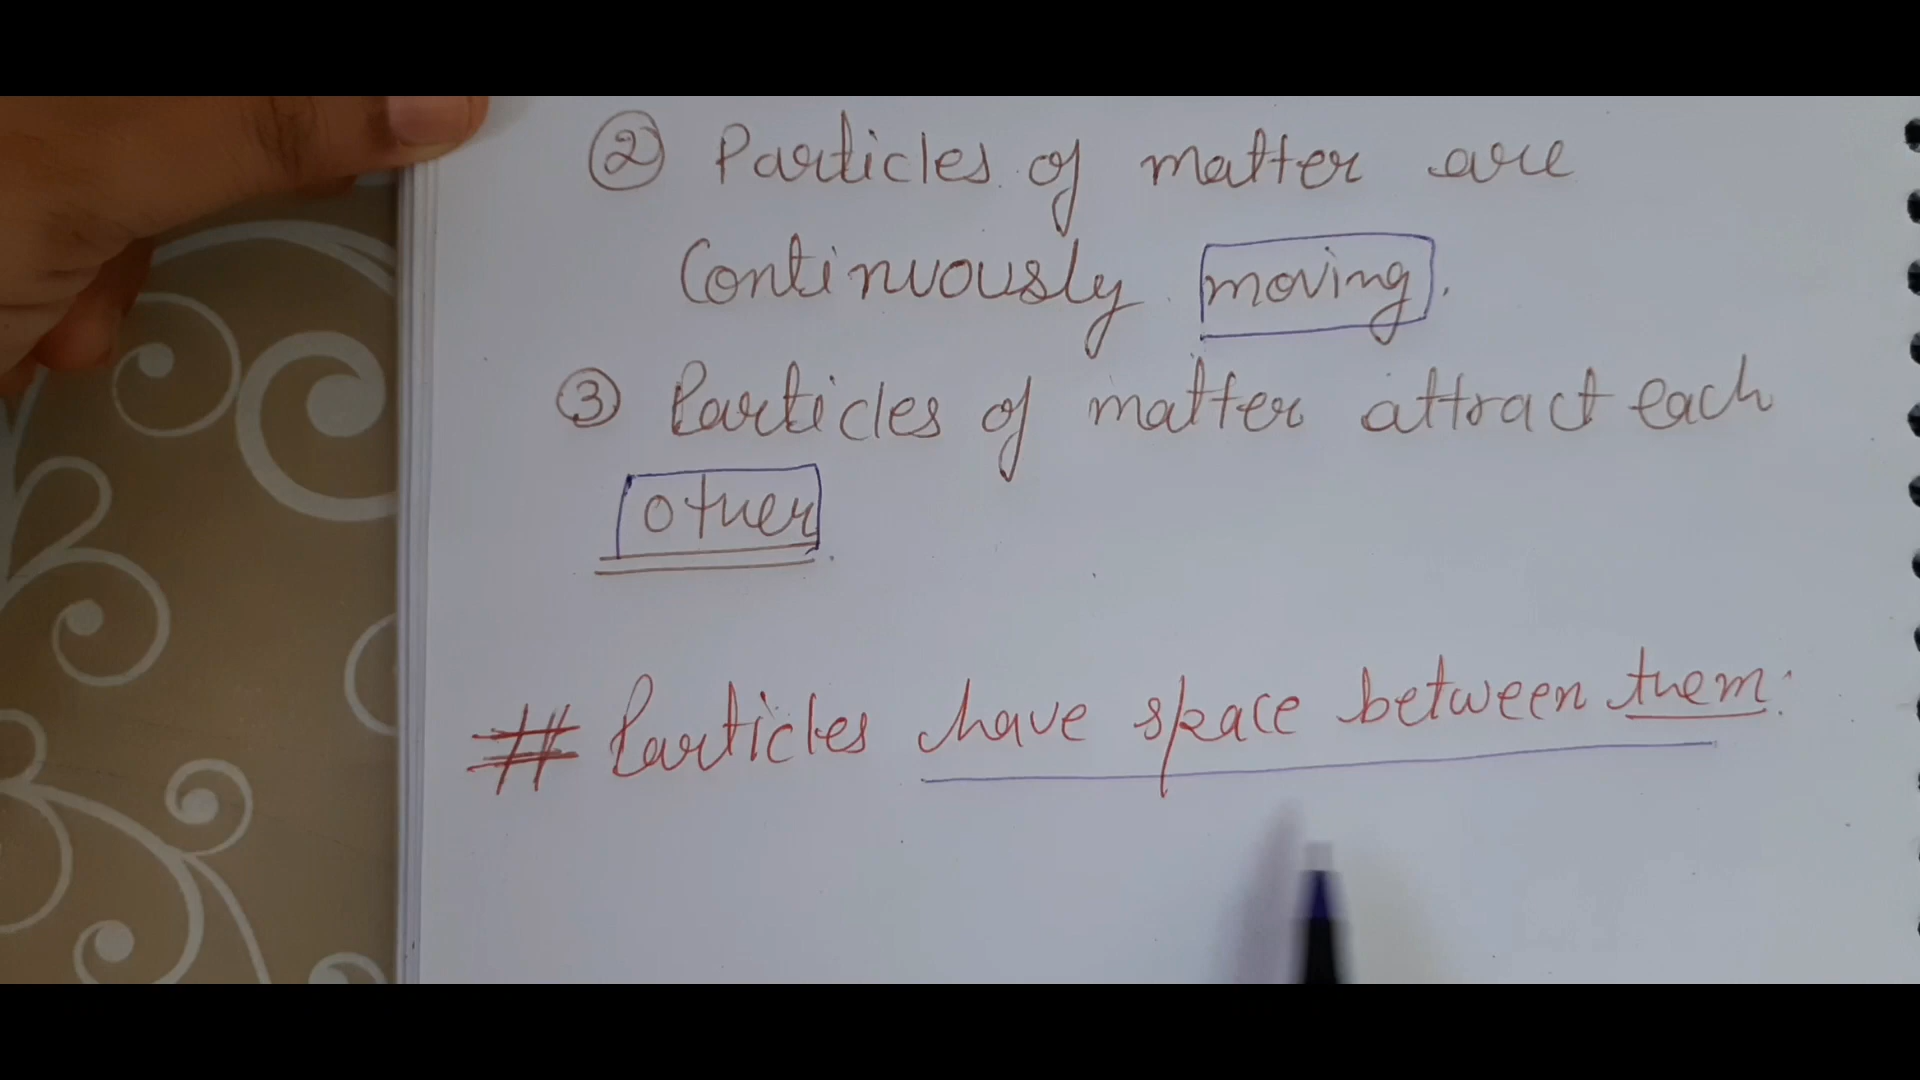 ② Particles of matter are
Continuously moving.
③ Particles of matter attract each
other.
# Particles have space between them.